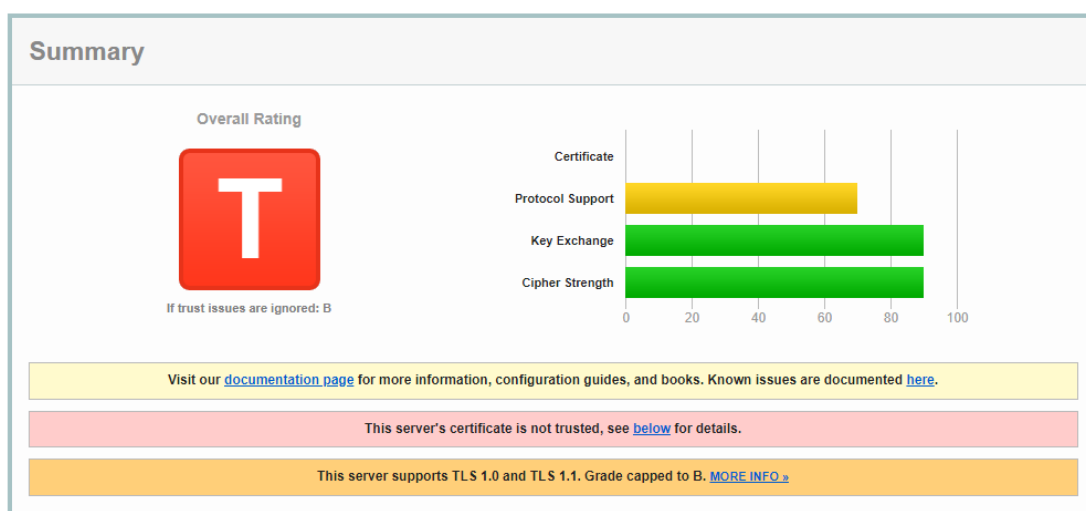 Summary
Overall Rating
T
If trust issues are ignored: B
Certificate
Protocol Support
Key Exchange
Cipher Strength
0 20 40 60 80 100
Visit our documentation page for more information, configuration guides, and books. Known issues are documented here.
This server's certificate is not trusted, see below for details.
This server supports TLS 1.0 and TLS 1.1. Grade capped to B. MORE INFO »